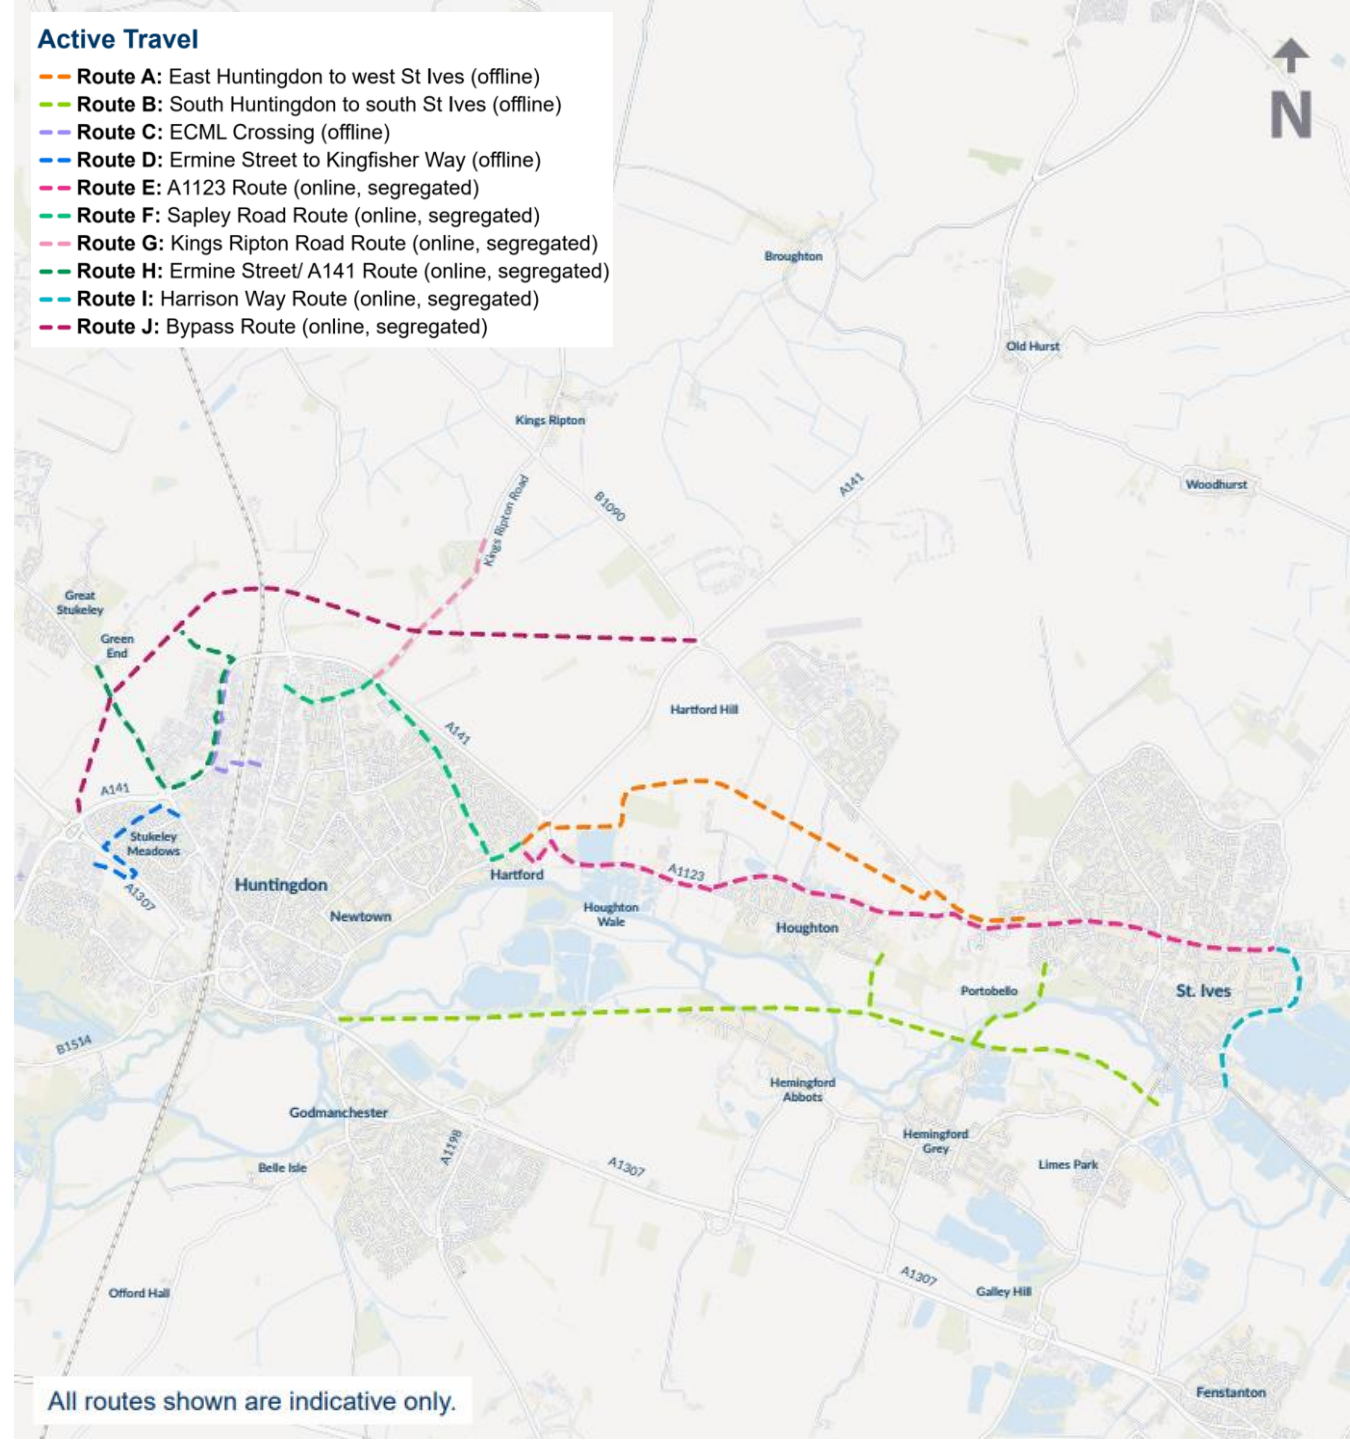 Active Travel
Route A: East Huntingdon to west St Ives (offline)
Route B: South Huntingdon to south St Ives (offline)
Route C: ECML Crossing (offline)
Route D: Ermine Street to Kingfisher Way (offline)
Route E: A1123 Route (online, segregated)
Route F: Sapley Road Route (online, segregated)
Route G: Kings Ripton Road Route (online, segregated)
Route H: Ermine Street/ A141 Route (online, segregated)
Route I: Harrison Way Route (online, segregated)
Route J: Bypass Route (online, segregated)
N
Broughton
Old Hurst
Kings Ripton
Woodhurst
A141
B1090
Kings Ripton Road
Great
Stukeley
Green
End
Hartford Hill
A141
A141
Stukeley
Meadows
A1307
Huntingdon
Newtown
Hartford
A1123
Houghton
Wale
Houghton
Portobello
St. Ives
B1514
Hemingford
Abbots
Godmanchester
A1198
Hemingford
Grey
Belle Isle
A1307
Limes Park
Offord Hall
A1307
Galley Hill
Fenstanton
All routes shown are indicative only.